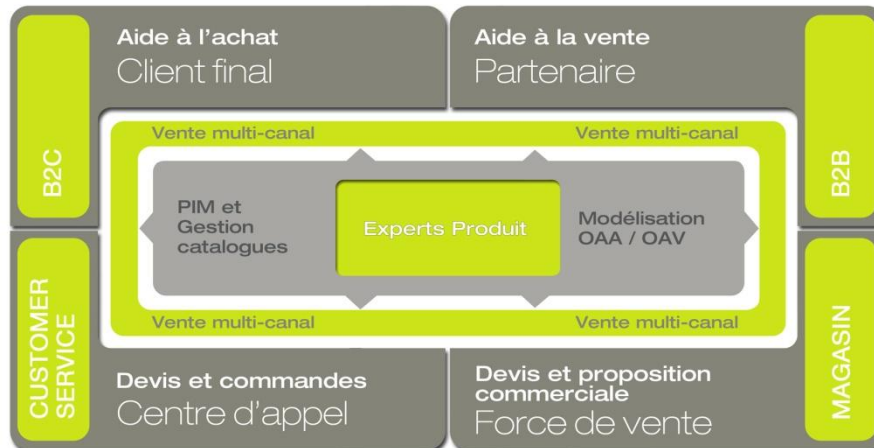 B2C
Aide à l'achat
Client final
Aide à la vente
Partenaire
B2B
Vente multi-canal
Vente multi-canal
PIM et
Gestion
catalogues
Experts Produit
Modélisation
OAA / OAV
Vente multi-canal
Vente multi-canal
CUSTOMER
SERVICE
Devis et commandes
Centre d'appel
Devis et proposition
commerciale
Force de vente
MAGASIN